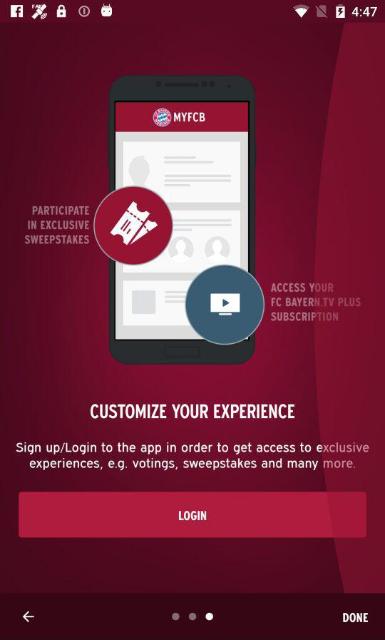 4:47
MYFCB
PARTICIPATE
IN EXCLUSIVE
SWEEPSTAKES
ACCESS YOUR
FC BAYERN.TV PLUS
SUBSCRIPTION
CUSTOMIZE YOUR EXPERIENCE
Sign up/Login to the app in order to get access to exclusive
experiences, e.g. votings, sweepstakes and many more.
LOGIN
DONE